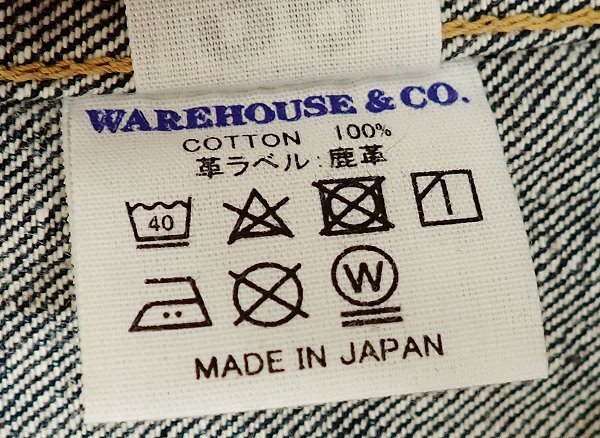 WAREHOUSE & CO.
COTTON 100%
革ラベル：鹿革
40
W
MADE IN JAPAN